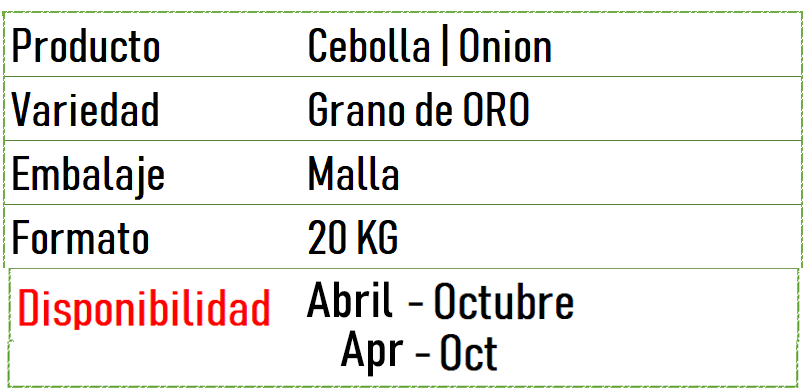 Producto Cebolla | Onion
Variedad Grano de ORO
Embalaje Malla
Formato 20 KG
Disponibilidad Abril - Octubre
Apr - Oct